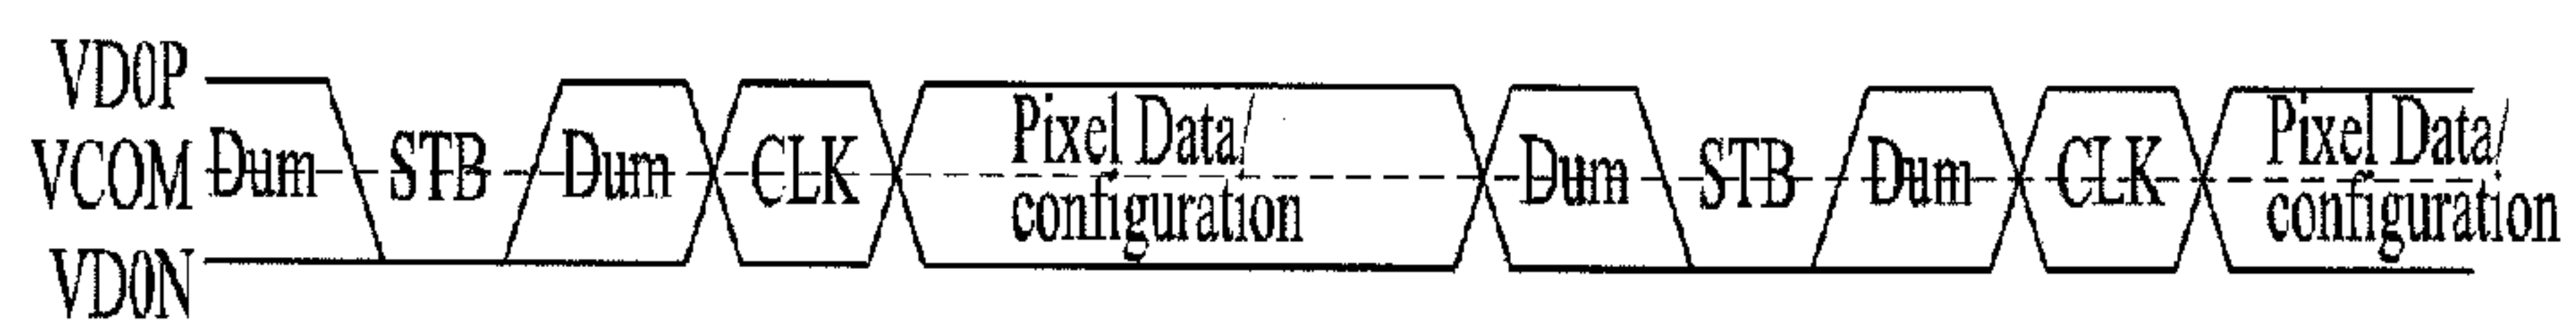 VD0P
VCOM
VD0N
Dum
STB
Dum
CLK
Pixel Data/
configuration
Dum
STB
Dum
CLK
Pixel Data/
configuration